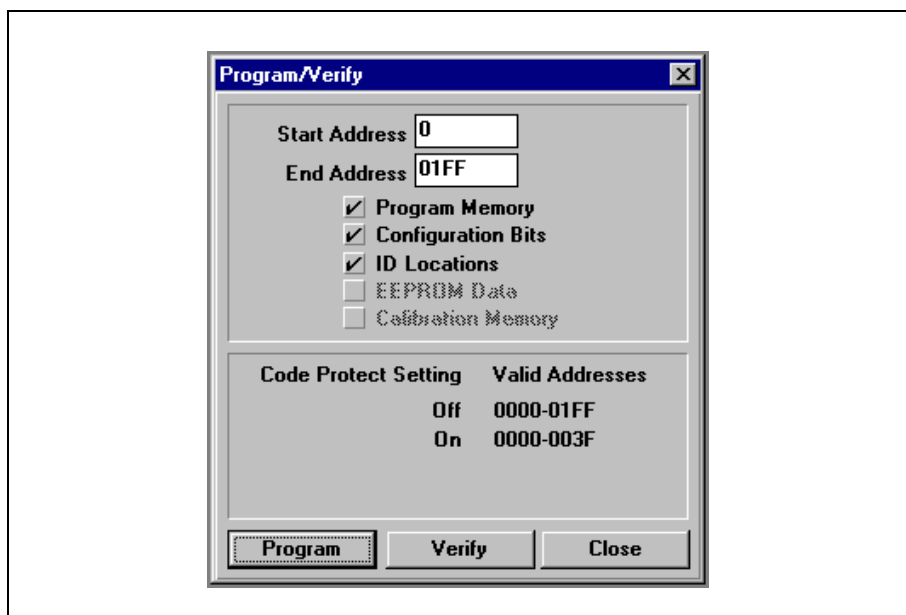 Program/Verify
Start Address 0
End Address 01FF
Program Memory
Configuration Bits
ID Locations
EEPROM Data
Calibration Memory
Code Protect Setting Valid Addresses
Off 0000-01FF
On 0000-003F
Program Verify Close